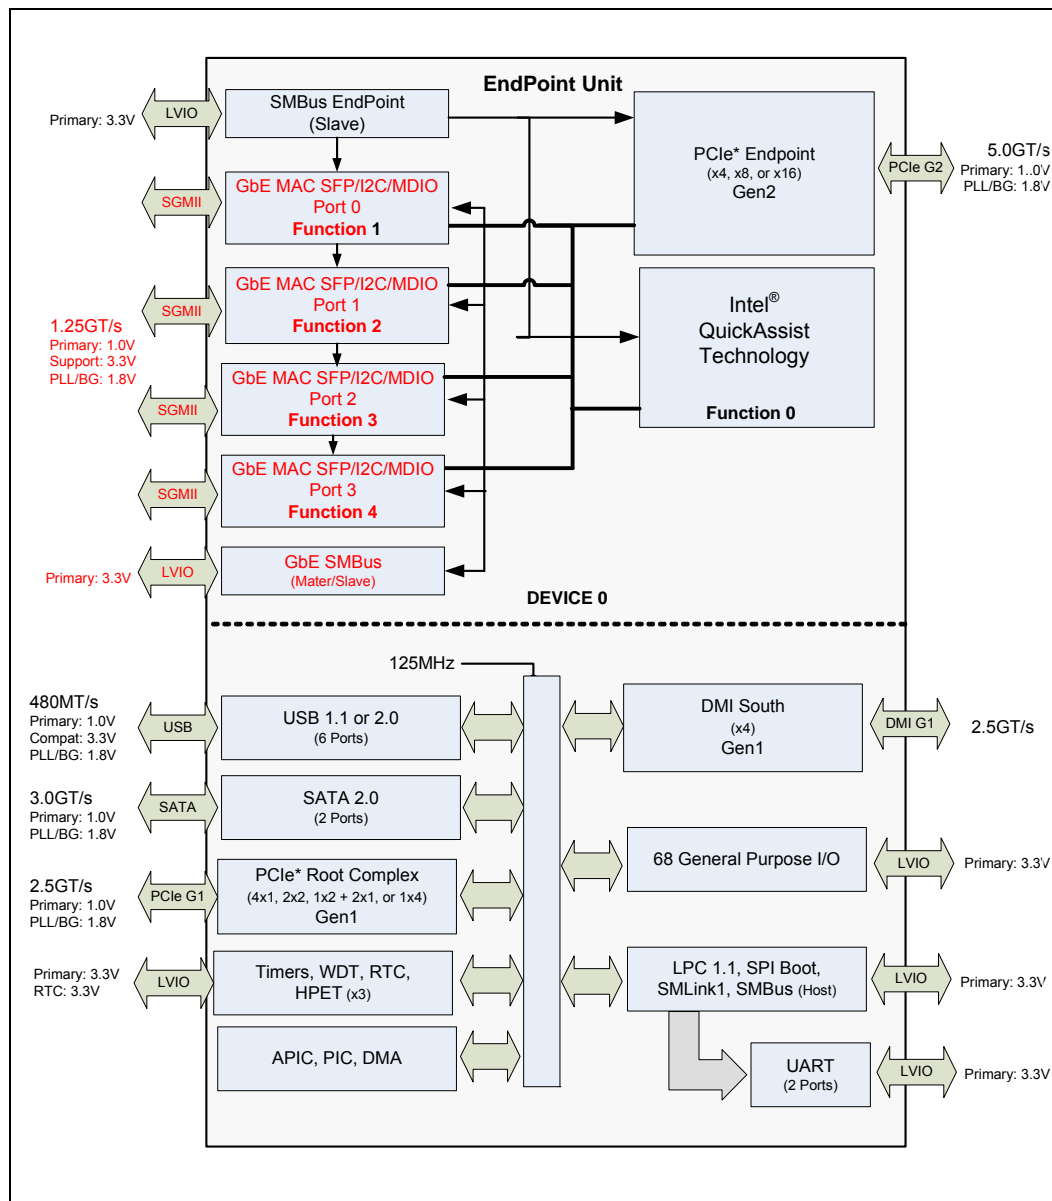 EndPoint Unit
Primary: 3.3V
LVIO
SMBus EndPoint
(Slave)
PCIe* Endpoint
(x4, x8, or x16)
Gen2
PCIe G2
5.0GT/s
Primary: 1..0V
PLL/BG: 1.8V
SGMII
GbE MAC SFP/I2C/MDIO
Port 0
Function 1
SGMII
GbE MAC SFP/I2C/MDIO
Port 1
Function 2
1.25GT/s
Primary: 1.0V
Support: 3.3V
PLL/BG: 1.8V
Intel®
QuickAssist
Technology
Function 0
SGMII
GbE MAC SFP/I2C/MDIO
Port 2
Function 3
SGMII
GbE MAC SFP/I2C/MDIO
Port 3
Function 4
Primary: 3.3V
LVIO
GbE SMBus
(Mater/Slave)
DEVICE 0
125MHz
480MT/s
Primary: 1.0V
Compat: 3.3V
PLL/BG: 1.8V
USB
USB 1.1 or 2.0
(6 Ports)
DMI South
(x4)
Gen1
DMI G1
2.5GT/s
3.0GT/s
Primary: 1.0V
PLL/BG: 1.8V
SATA
SATA 2.0
(2 Ports)
68 General Purpose I/O
LVIO
Primary: 3.3V
2.5GT/s
Primary: 1.0V
PLL/BG: 1.8V
PCIe G1
PCIe* Root Complex
(4x1, 2x2, 1x2 + 2x1, or 1x4)
Gen1
Primary: 3.3V
RTC: 3.3V
LVIO
Timers, WDT, RTC,
HPET (x3)
LPC 1.1, SPI Boot,
SMLink1, SMBus (Host)
LVIO
Primary: 3.3V
APIC, PIC, DMA
UART
(2 Ports)
LVIO
Primary: 3.3V